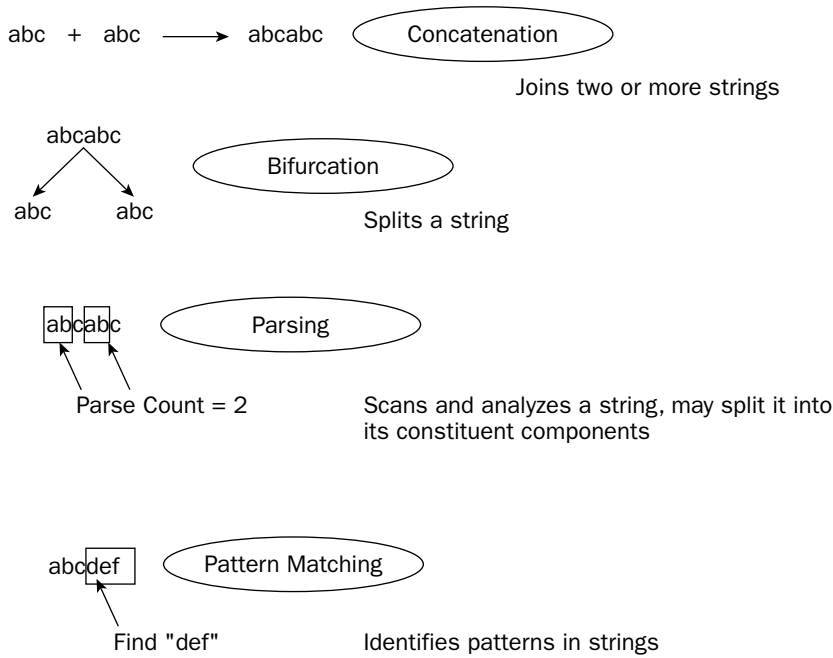 abc + abc abcabc Concatenation
Joins two or more strings
abcabc
Bifurcation
abc abc
Splits a string
abcabc Parsing
Parse Count = 2 Scans and analyzes a string, may split it into
its constituent components
abcdef Pattern Matching
Find "def" Identifies patterns in strings